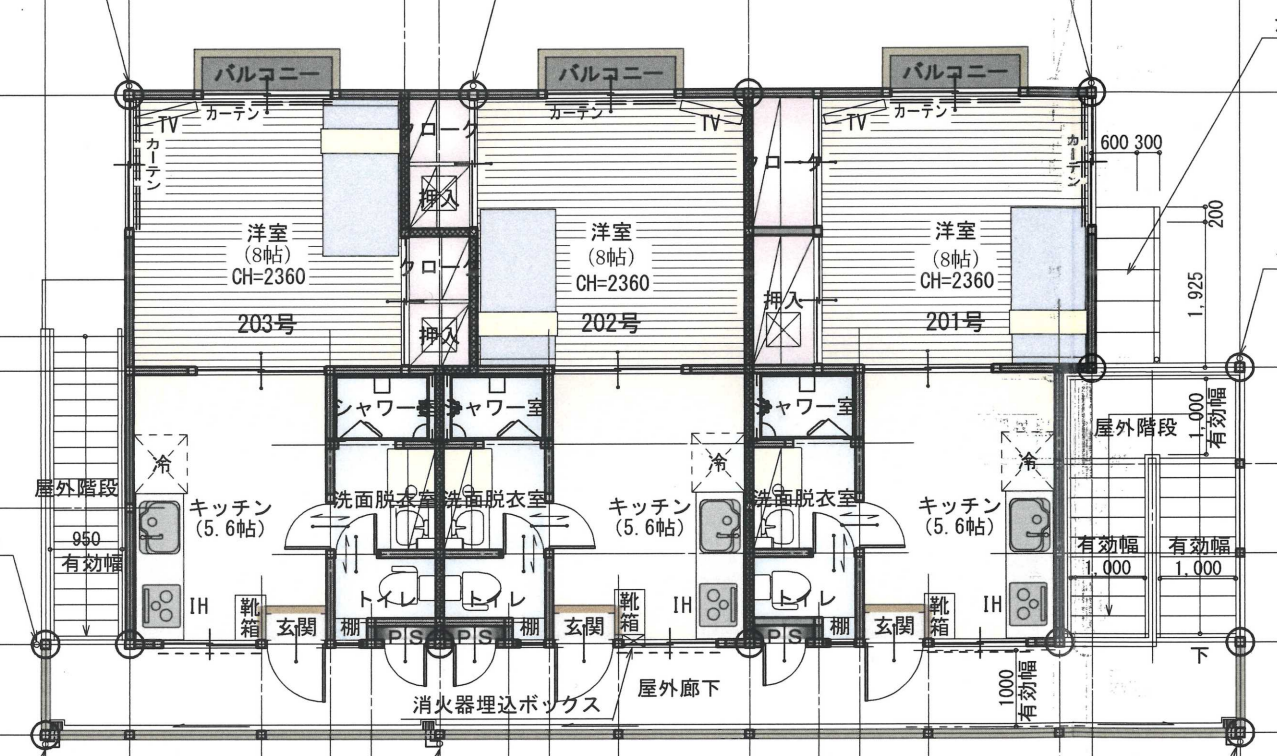 バルコニー
バルコニー
バルコニー
TV
カーテン
カーテン
クローク
押入
カーテン
TV
クローク
TV
カーテン
カーテン
600 300
200
1,925
洋室
(8帖)
CH=2360
203号
クローク
押入
洋室
(8帖)
CH=2360
202号
押入
洋室
(8帖)
CH=2360
201号
シャワー室
シャワー室
シャワー室
冷
冷
冷
屋外階段
950
有効幅
キッチン
(5.6帖)
洗面脱衣室
洗面脱衣室
キッチン
(5.6帖)
洗面脱衣室
キッチン
(5.6帖)
屋外階段
1,000
有効幅
有効幅
1,000
有効幅
1,000
IH
靴箱
玄関
トイレ
棚
PS
PS
トイレ
棚
玄関
靴箱
IH
トイレ
PS
棚
玄関
靴箱
IH
下
消火器埋込ボックス
屋外廊下
1000
有効幅